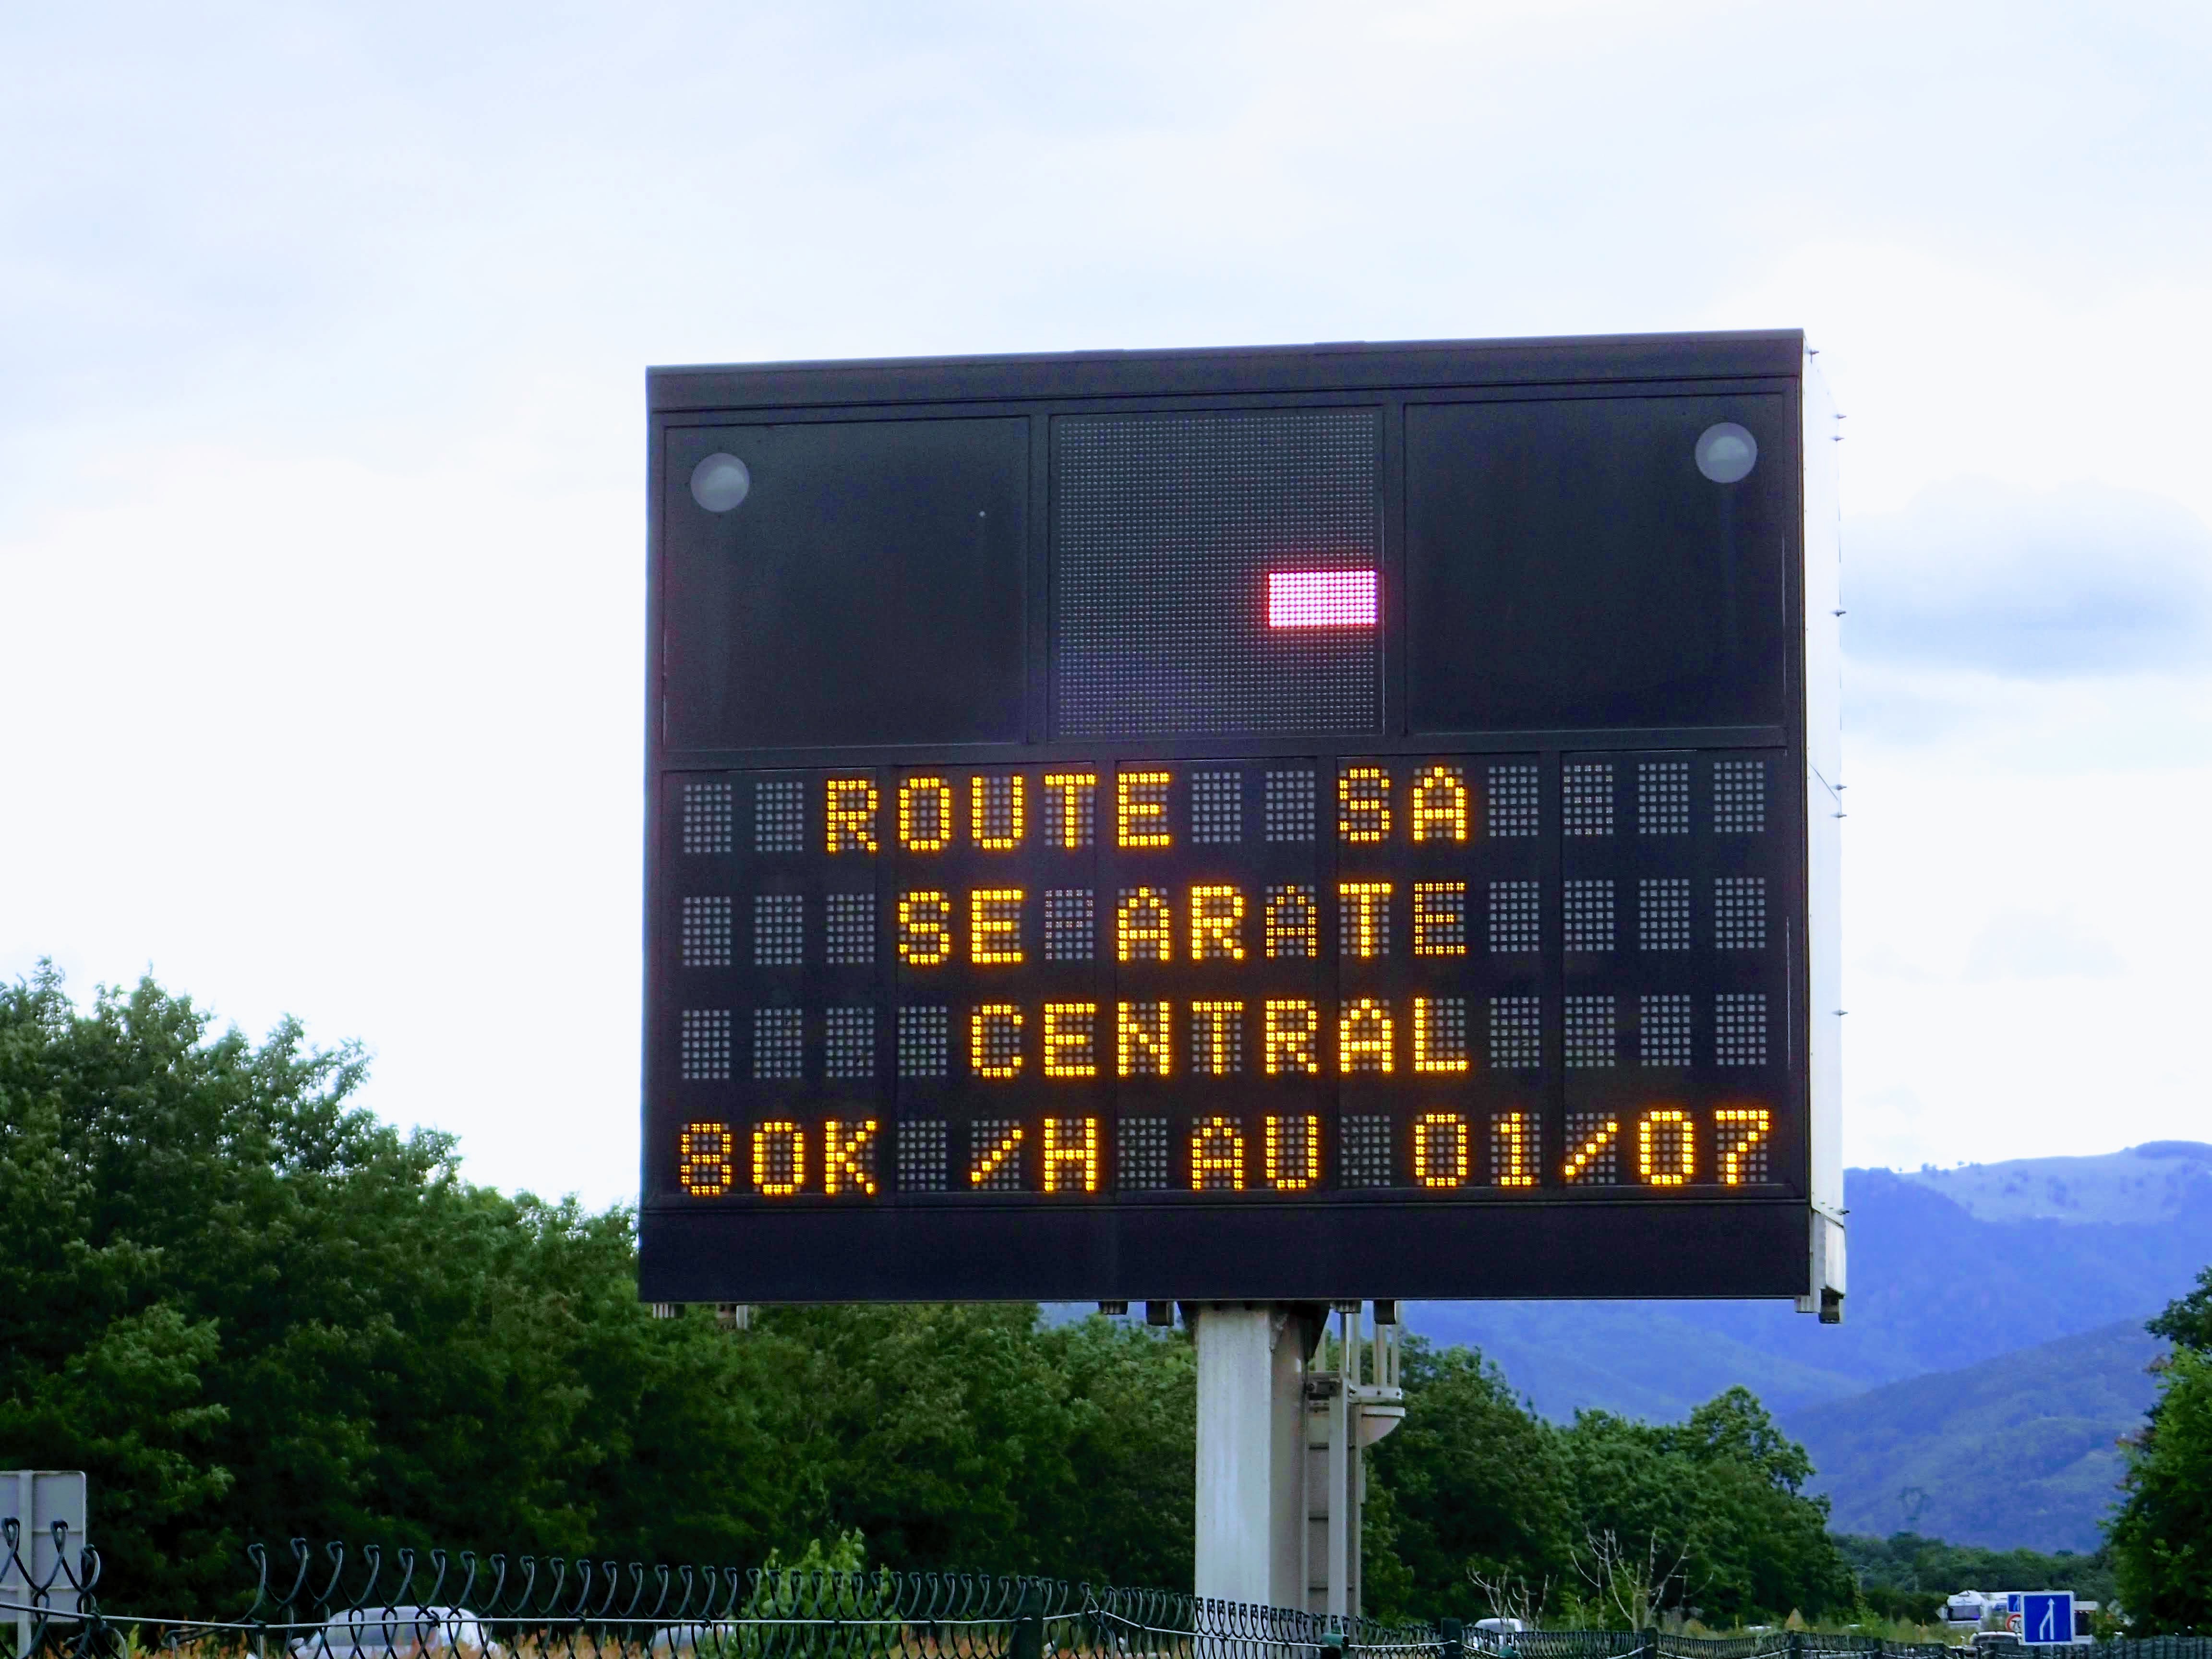 ROUTE SA
SE ARATE
CENTRAL
80K /H AU 01/07